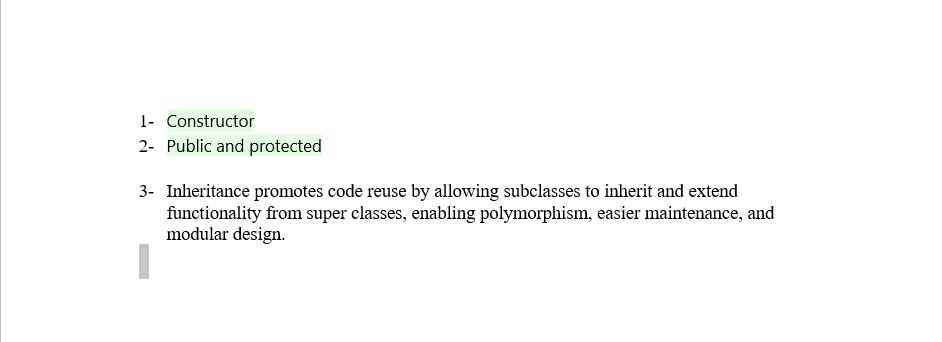 1- Constructor
2- Public and protected
3- Inheritance promotes code reuse by allowing subclasses to inherit and extend
functionality from super classes, enabling polymorphism, easier maintenance, and
modular design.